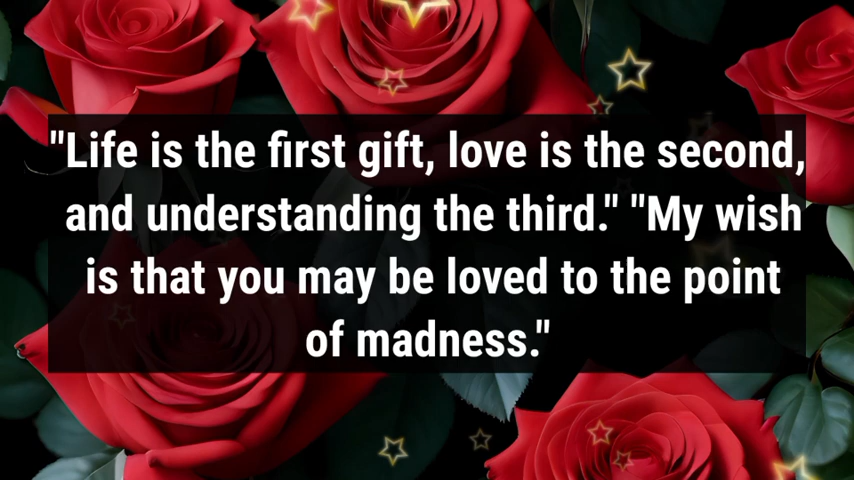 "Life is the first gift, love is the second,
and understanding the third." "My wish
is that you may be loved to the point
of madness."